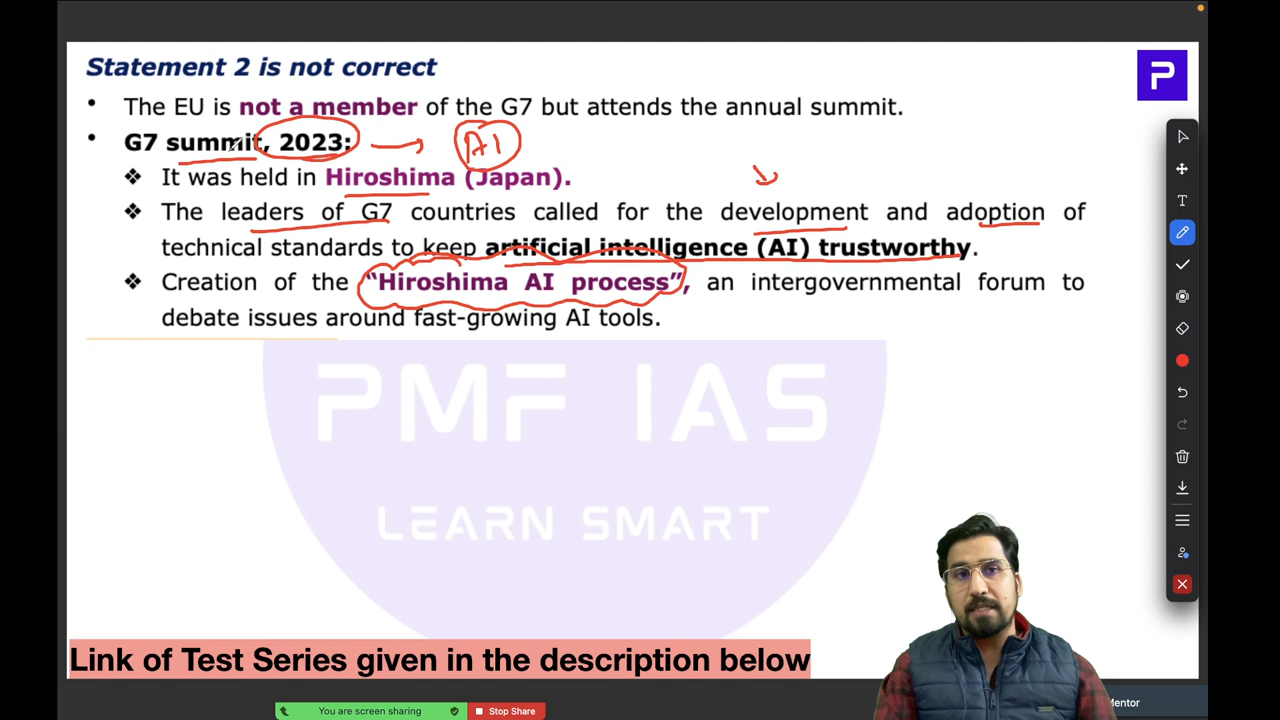 Statement 2 is not correct
P
• The EU is not a member of the G7 but attends the annual summit.
• G7 summit, 2023: AI
❖ It was held in Hiroshima (Japan).
❖ The leaders of G7 countries called for the development and adoption of
technical standards to keep artificial intelligence (AI) trustworthy.
❖ Creation of the “Hiroshima AI process”, an intergovernmental forum to
debate issues around fast-growing AI tools.
PMF IAS
LEARN SMART
Link of Test Series given in the description below
Mentor
You are screen sharing
Stop Share